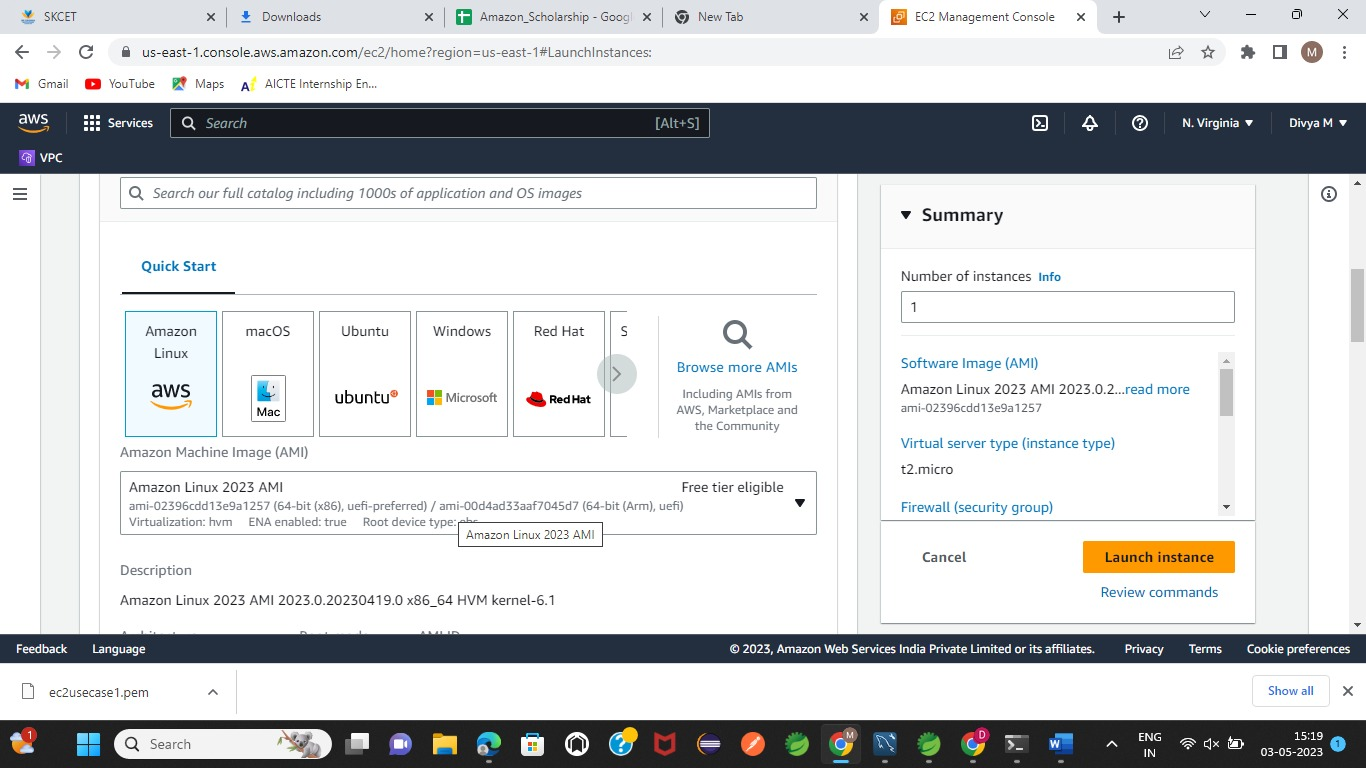 SKCET
Downloads
Amazon_Scholarship - Googl
New Tab
EC2 Management Console
us-east-1.console.aws.amazon.com/ec2/home?region=us-east-1#LaunchInstances:
M
Gmail
YouTube
Maps
AICTE Internship En...
aws
Services
Search
[Alt+S]
N. Virginia
Divya M
VPC
Search our full catalog including 1000s of application and OS images
Quick Start
Amazon Linux
aws
macOS
Mac
Ubuntu
ubuntu
Windows
Microsoft
Red Hat
Red Hat
S
Browse more AMIs
Including AMIs from
AWS, Marketplace and
the Community
Amazon Machine Image (AMI)
Amazon Linux 2023 AMI
Free tier eligible
ami-02396cdd13e9a1257 (64-bit (x86), uefi-preferred) / ami-00d4ad33aaf7045d7 (64-bit (Arm), uefi)
Virtualization: hvm ENA enabled: true Root device type: ebs
Amazon Linux 2023 AMI
Description
Amazon Linux 2023 AMI 2023.0.20230419.0 x86_64 HVM kernel-6.1
Summary
Number of instances Info
1
Software Image (AMI)
Amazon Linux 2023 AMI 2023.0.2...read more
ami-02396cdd13e9a1257
Virtual server type (instance type)
t2.micro
Firewall (security group)
Cancel
Launch instance
Review commands
Feedback
Language
© 2023, Amazon Web Services India Private Limited or its affiliates.
Privacy
Terms
Cookie preferences
ec2usecase1.pem
Show all
1
Search
M
D
ENG
IN
15:19
03-05-2023
1